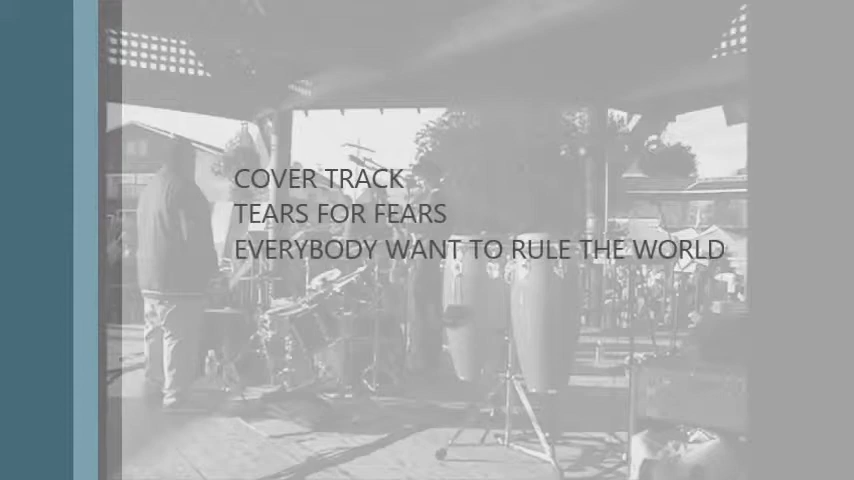 COVER TRACK
TEARS FOR FEARS
EVERYBODY WANT TO RULE THE WORLD